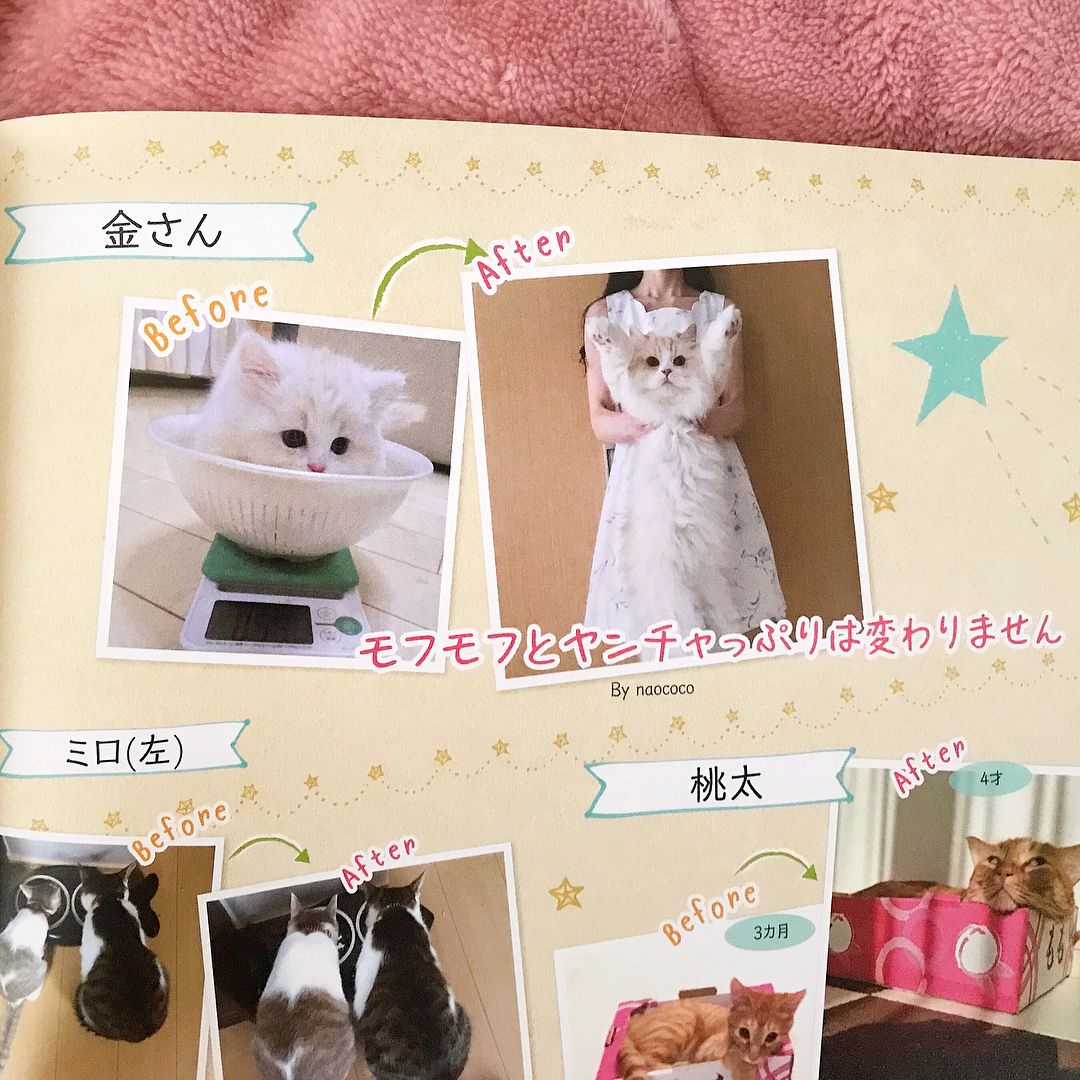 金さん
Before
After
モフモフとヤンチャっぷりは変わりません
By naococo
ミロ(左)
Before
After
桃太
Before
3カ月
After
4才